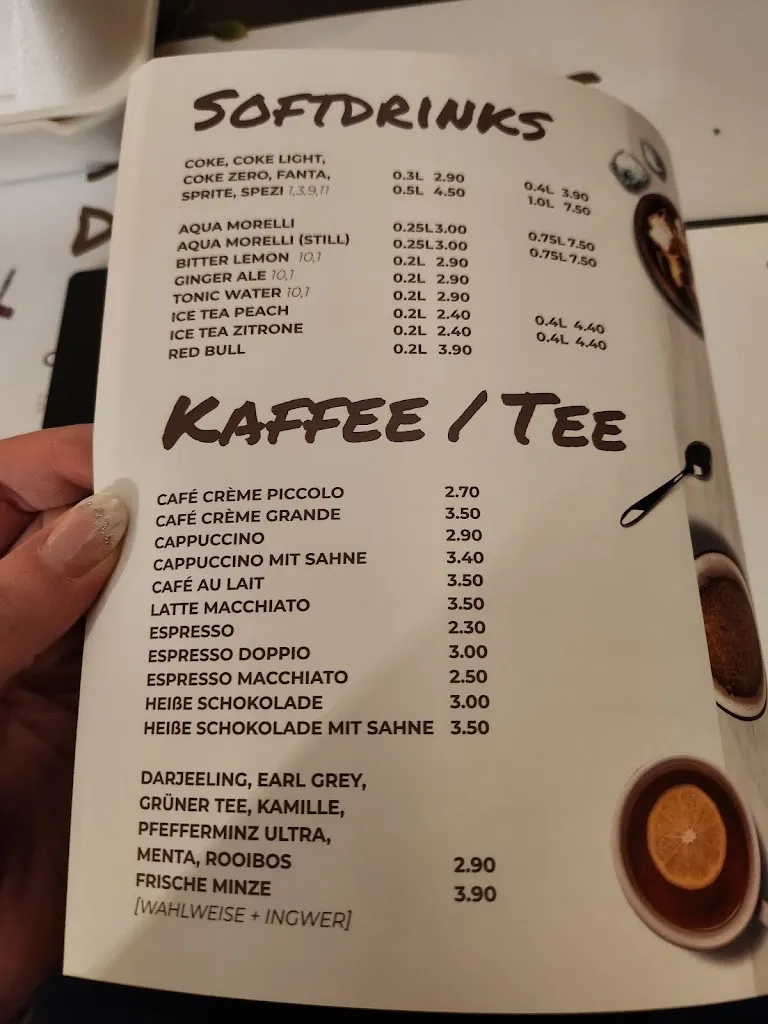 SOFTDRINKS
COKE, COKE LIGHT,
COKE ZERO, FANTA, 0.3L 2.90 0.4L 3.90
SPRITE, SPEZI 1,3,9,11 0.5L 4.50 1.0L 7.50
AQUA MORELLI 0.25L 3.00 0.75L 7.50
AQUA MORELLI (STILL) 0.25L 3.00 0.75L 7.50
BITTER LEMON 10,1 0.2L 2.90
GINGER ALE 10,1 0.2L 2.90
TONIC WATER 10,1 0.2L 2.90
ICE TEA PEACH 0.2L 2.40 0.4L 4.40
ICE TEA ZITRONE 0.2L 2.40 0.4L 4.40
RED BULL 0.2L 3.90
KAFFEE / TEE
CAFÉ CRÈME PICCOLO 2.70
CAFÉ CRÈME GRANDE 3.50
CAPPUCCINO 2.90
CAPPUCCINO MIT SAHNE 3.40
CAFÉ AU LAIT 3.50
LATTE MACCHIATO 3.50
ESPRESSO 2.30
ESPRESSO DOPPIO 3.00
ESPRESSO MACCHIATO 2.50
HEIßE SCHOKOLADE 3.00
HEIßE SCHOKOLADE MIT SAHNE 3.50
DARJEELING, EARL GREY,
GRÜNER TEE, KAMILLE,
PFEFFERMINZ ULTRA,
MENTA, ROOIBOS 2.90
FRISCHE MINZE 3.90
[WAHLWEISE + INGWER]